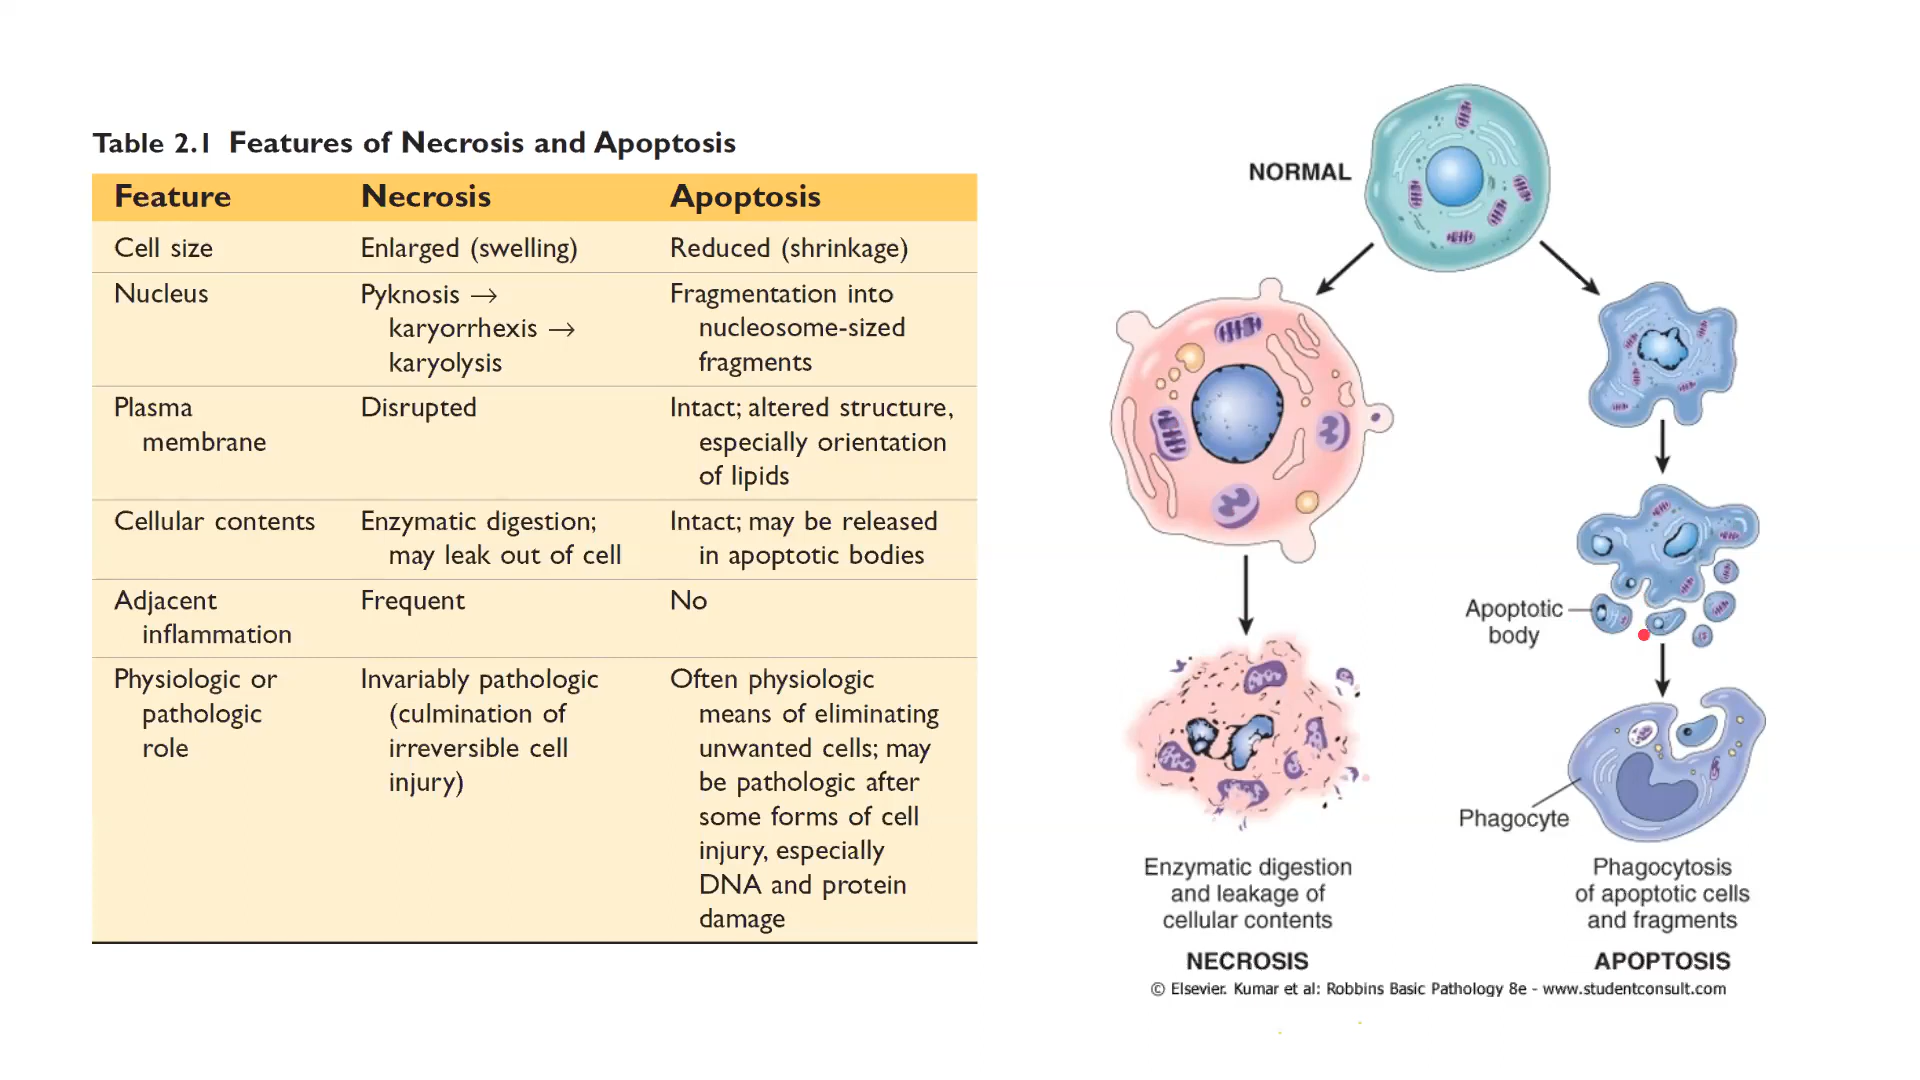 Table 2.1 Features of Necrosis and Apoptosis
Feature Necrosis Apoptosis
Cell size Enlarged (swelling) Reduced (shrinkage)
Nucleus Pyknosis → Fragmentation into
karyorrhexis → nucleosome-sized
karyolysis fragments
Plasma Disrupted Intact; altered structure,
membrane especially orientation
of lipids
Cellular contents Enzymatic digestion; Intact; may be released
may leak out of cell in apoptotic bodies
Adjacent Frequent No
inflammation
Physiologic or Invariably pathologic Often physiologic
pathologic (culmination of means of eliminating
role irreversible cell unwanted cells; may
injury) be pathologic after
some forms of cell
injury, especially
DNA and protein
damage
NORMAL
Apoptotic
body
Phagocyte
Enzymatic digestion
and leakage of
cellular contents
NECROSIS
Phagocytosis
of apoptotic cells
and fragments
APOPTOSIS
© Elsevier. Kumar et al: Robbins Basic Pathology 8e - www.studentconsult.com